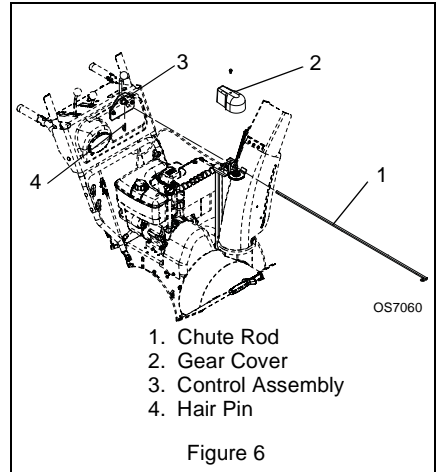 3
2
4
1
OS7060
1. Chute Rod
2. Gear Cover
3. Control Assembly
4. Hair Pin
Figure 6